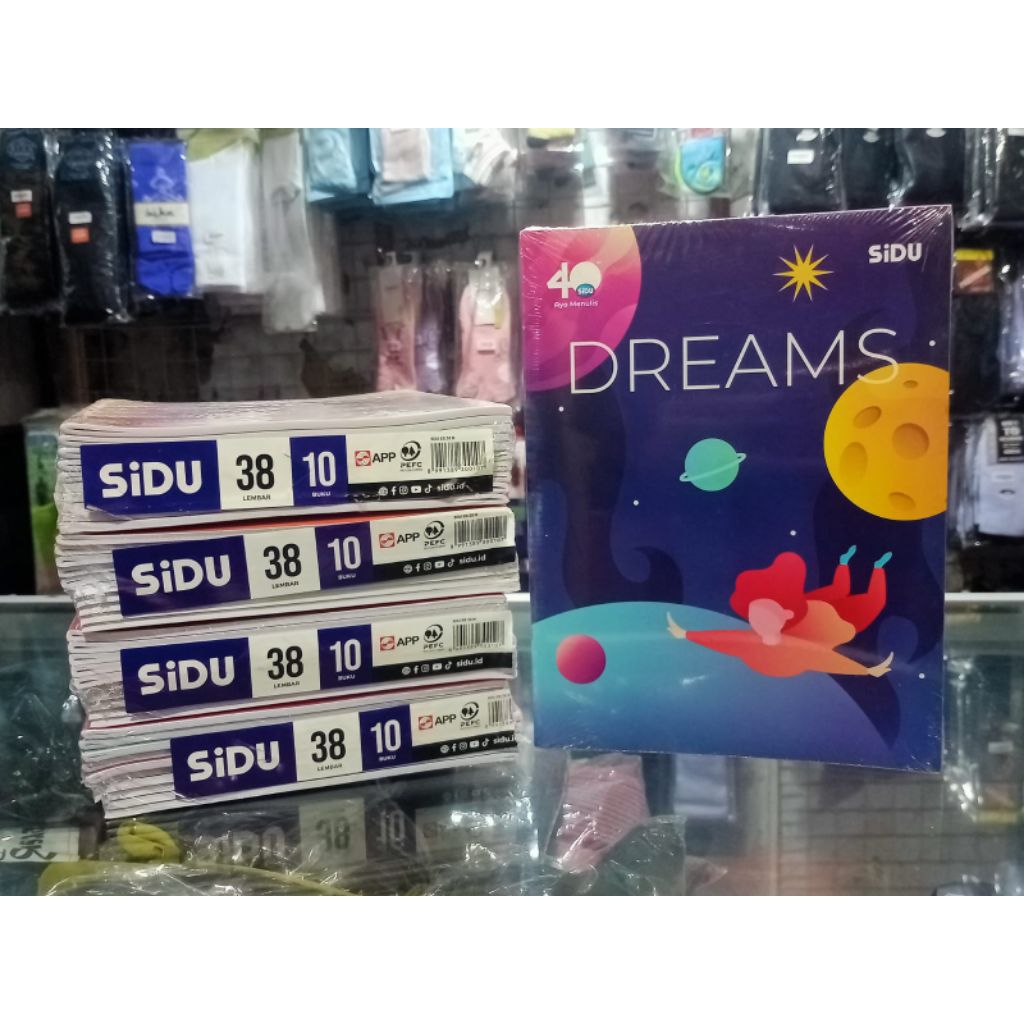 SiDU
40
SiDU
Ayo Menulis
DREAMS
SiDU
38
LEMBAR
10
BUKU
APP
PEFC
8991389300107
sidu.id
SiDU
38
LEMBAR
10
BUKU
APP
PEFC
sidu.id
SiDU
38
LEMBAR
10
BUKU
APP
PEFC
sidu.id
SiDU
38
LEMBAR
10
BUKU
APP
PEFC
sidu.id